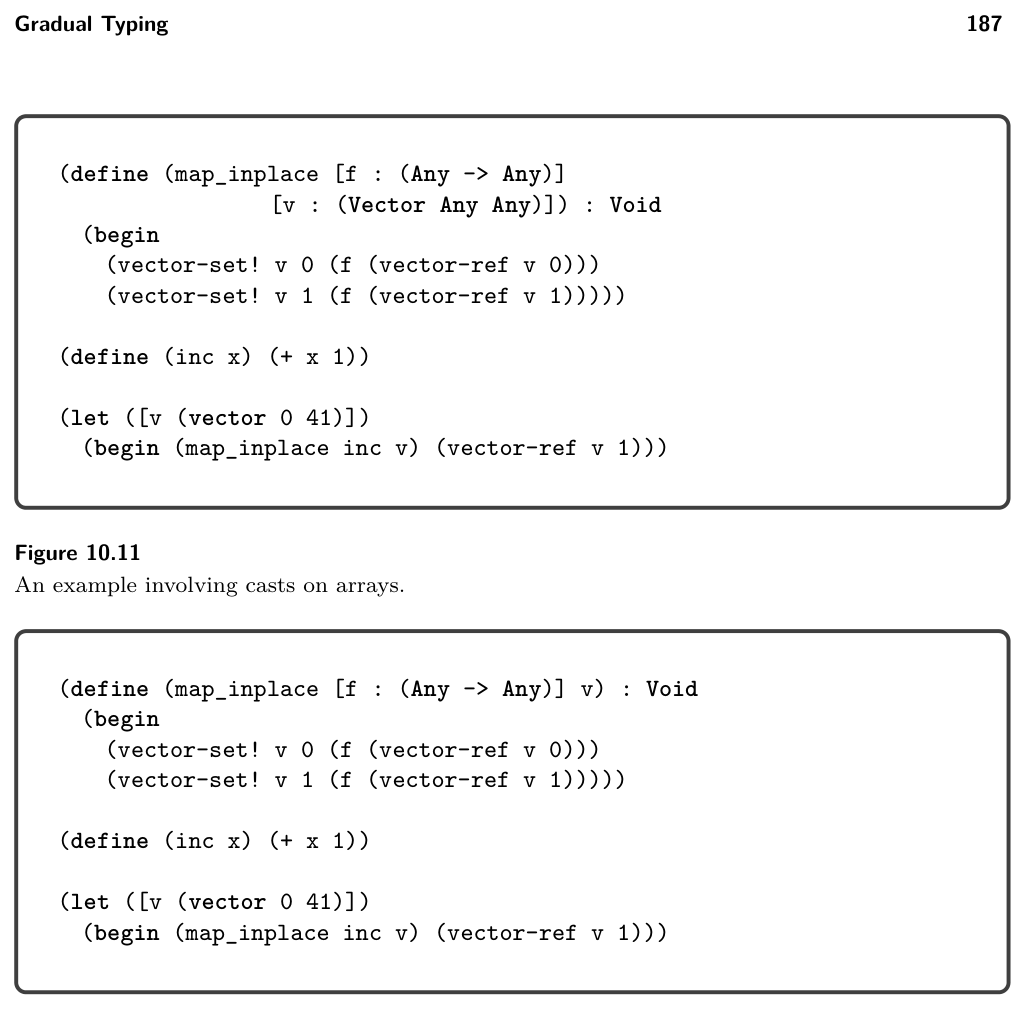 Gradual Typing 187
(define (map_inplace [f : (Any -> Any)]
                  [v : (Vector Any Any)]) : Void
  (begin
    (vector-set! v 0 (f (vector-ref v 0)))
    (vector-set! v 1 (f (vector-ref v 1)))))
(define (inc x) (+ x 1))
(let ([v (vector 0 41)])
  (begin (map_inplace inc v) (vector-ref v 1)))
Figure 10.11
An example involving casts on arrays.
(define (map_inplace [f : (Any -> Any)] v) : Void
  (begin
    (vector-set! v 0 (f (vector-ref v 0)))
    (vector-set! v 1 (f (vector-ref v 1)))))
(define (inc x) (+ x 1))
(let ([v (vector 0 41)])
  (begin (map_inplace inc v) (vector-ref v 1)))